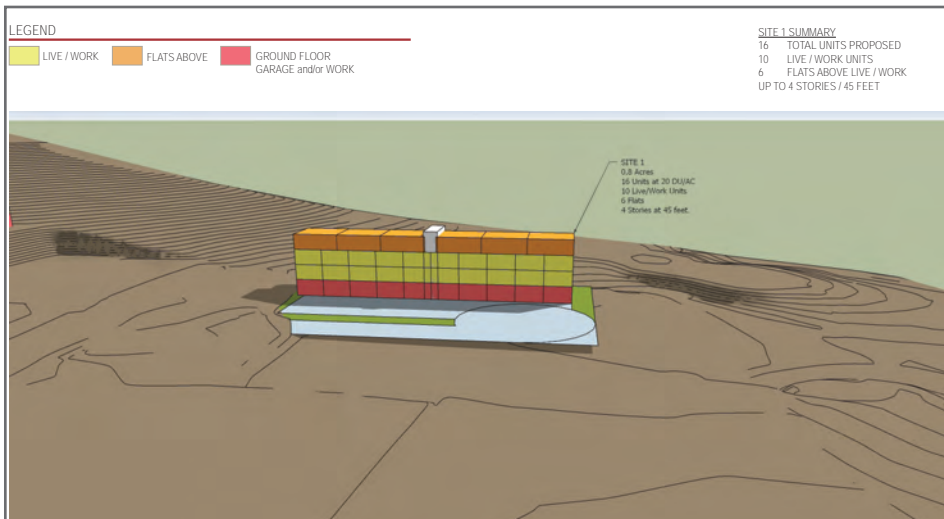 LEGEND
LIVE / WORK
FLATS ABOVE
GROUND FLOOR
GARAGE and/or WORK
SITE 1 SUMMARY
16 TOTAL UNITS PROPOSED
10 LIVE / WORK UNITS
6 FLATS ABOVE LIVE / WORK
UP TO 4 STORIES / 45 FEET
SITE 1
0.8 Acres
16 Units at 20 DU/AC
10 Live/Work Units
6 Flats
4 Stories at 45 feet.